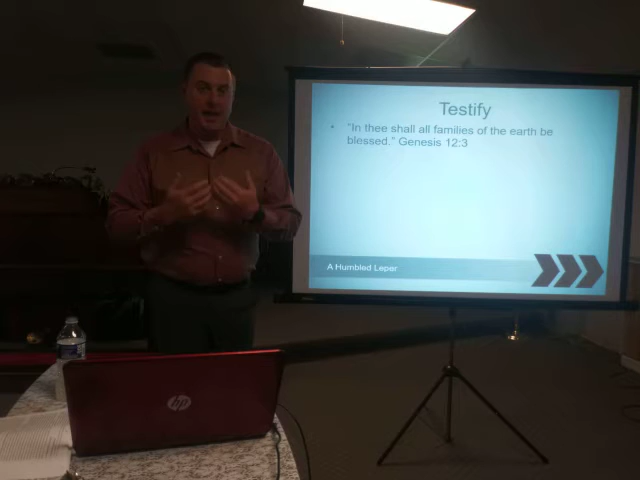 Testify
• "In thee shall all families of the earth be
blessed." Genesis 12:3
A Humbled Leper
hp